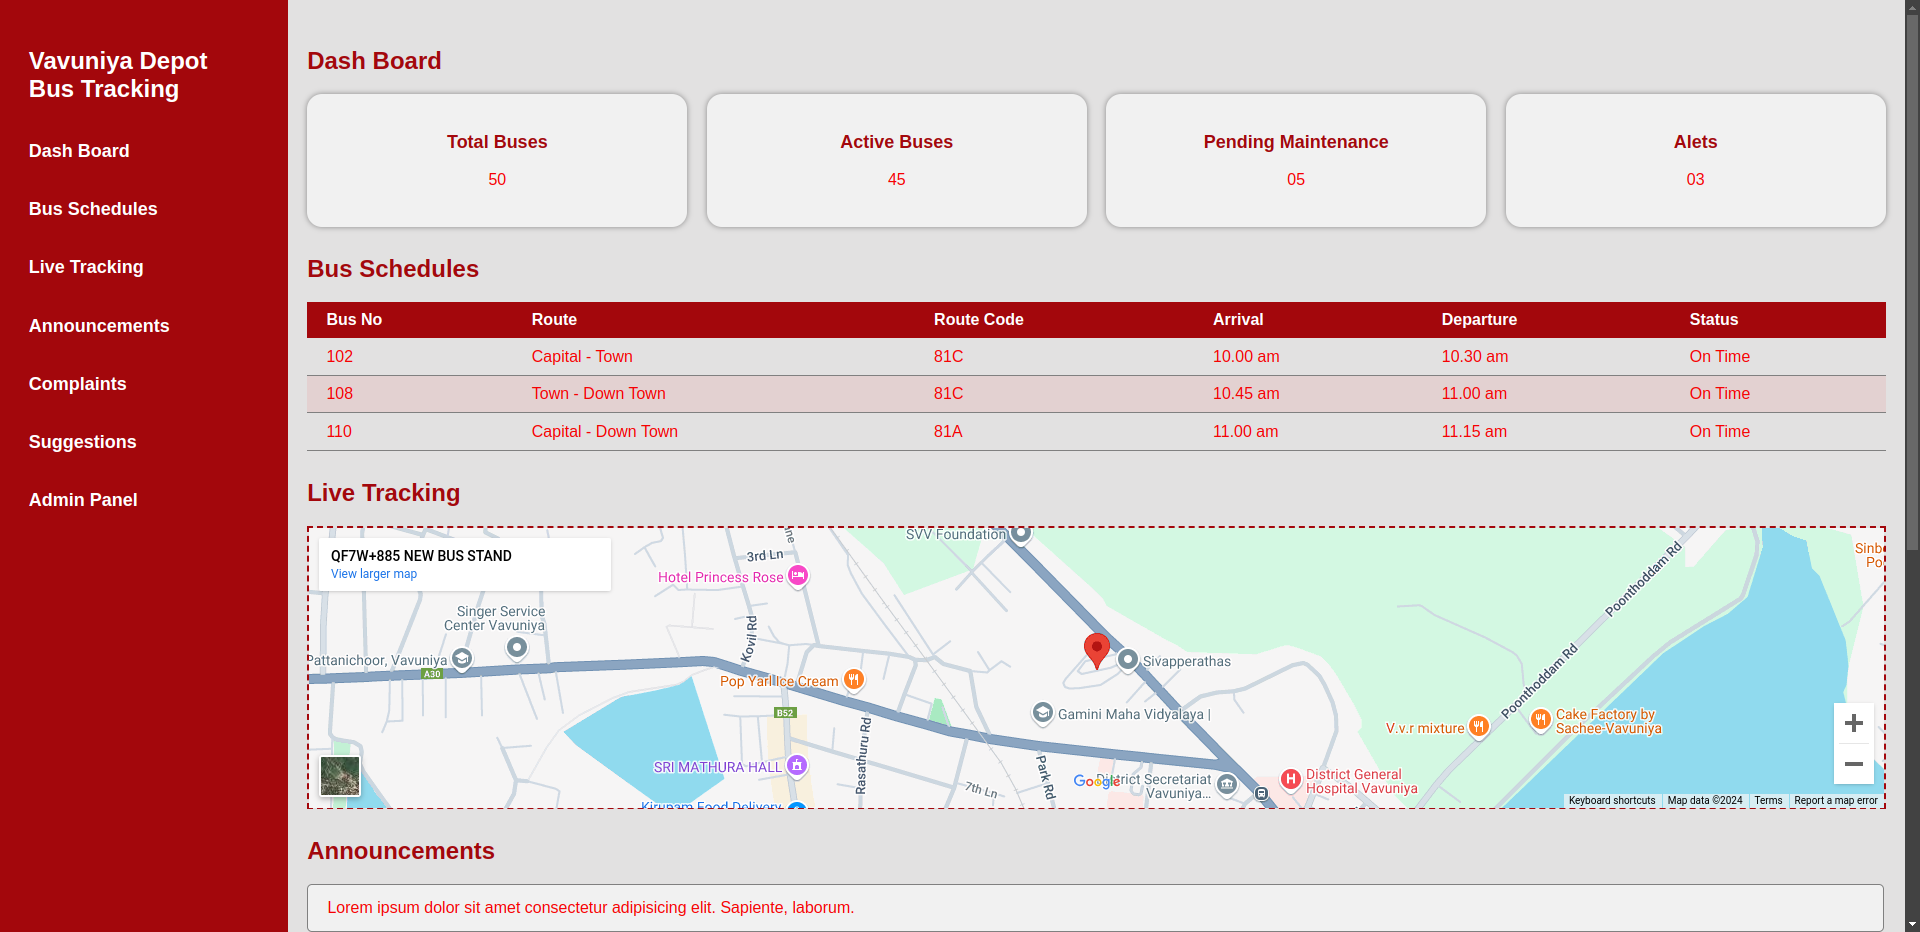 Vavuniya Depot
Bus Tracking
Dash Board
Bus Schedules
Live Tracking
Announcements
Complaints
Suggestions
Admin Panel
Dash Board
Total Buses
50
Active Buses
45
Pending Maintenance
05
Alets
03
Bus Schedules
Bus No Route Route Code Arrival Departure Status
102 Capital - Town 81C 10.00 am 10.30 am On Time
108 Town - Down Town 81C 10.45 am 11.00 am On Time
110 Capital - Down Town 81A 11.00 am 11.15 am On Time
Live Tracking
QF7W+885 NEW BUS STAND
View larger map
SVV Foundation
3rd Ln
Hotel Princess Rose
Singer Service
Center Vavuniya
Pattanichoor, Vavuniya
A30
Kovil Rd
Pop Yarl Ice Cream
B52
Sivapperathas
Gamini Maha Vidyalaya |
Rasathuru Rd
SRI MATHURA HALL
Park Rd
7th Ln
Google
District Secretariat
Vavuniya...
District General
Hospital Vavuniya
Kirupam Food Delivery
Poonthoddam Rd
Poonthoddam Rd
V.v.r mixture
Cake Factory by
Sachee-Vavuniya
Sinb
Po
Keyboard shortcuts Map data ©2024 Terms Report a map error
Announcements
Lorem ipsum dolor sit amet consectetur adipisicing elit. Sapiente, laborum.